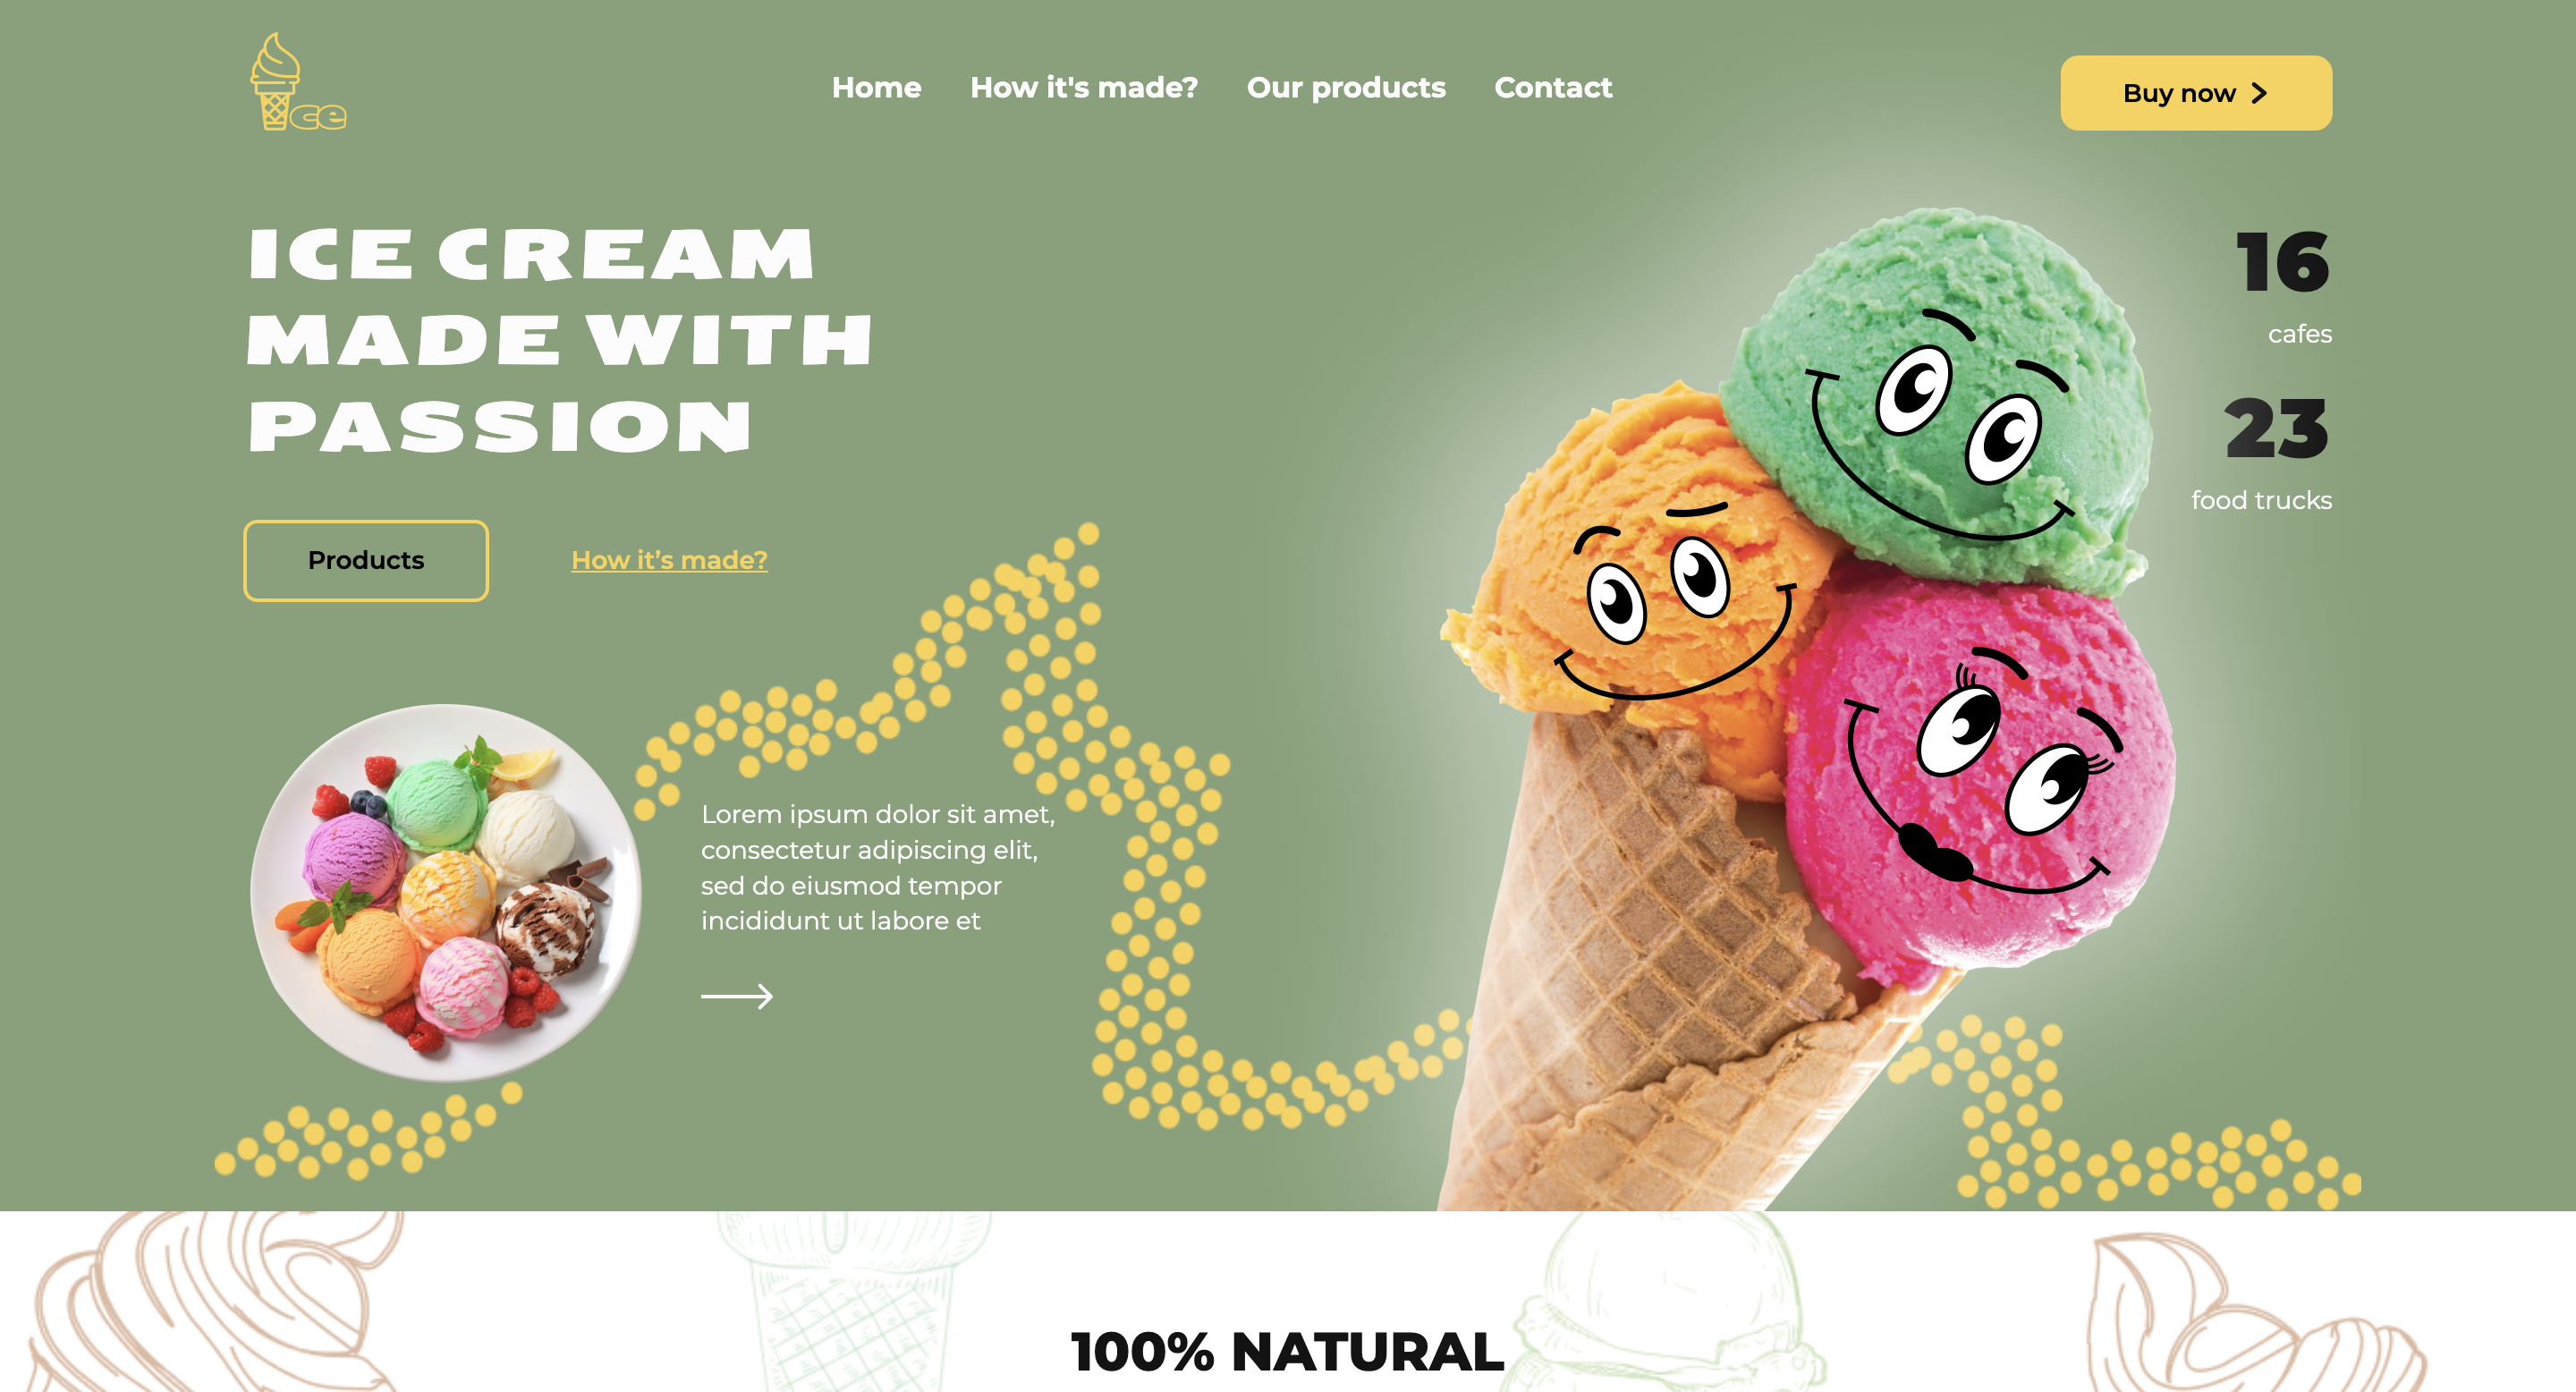 ce
Home How it's made? Our products Contact
Buy now
ICE CREAM
MADE WITH
PASSION
16
cafes
23
food trucks
Products
How it’s made?
Lorem ipsum dolor sit amet,
consectetur adipiscing elit,
sed do eiusmod tempor
incididunt ut labore et
100% NATURAL